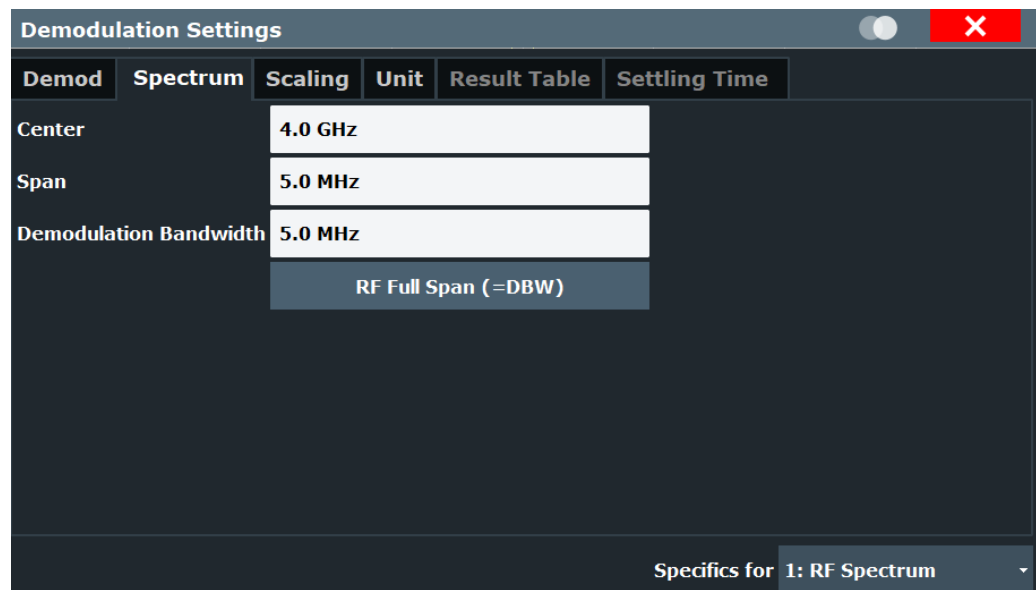 Demodulation Settings
Demod Spectrum Scaling Unit Result Table Settling Time
Center 4.0 GHz
Span 5.0 MHz
Demodulation Bandwidth 5.0 MHz
RF Full Span (=DBW)
Specifics for 1: RF Spectrum